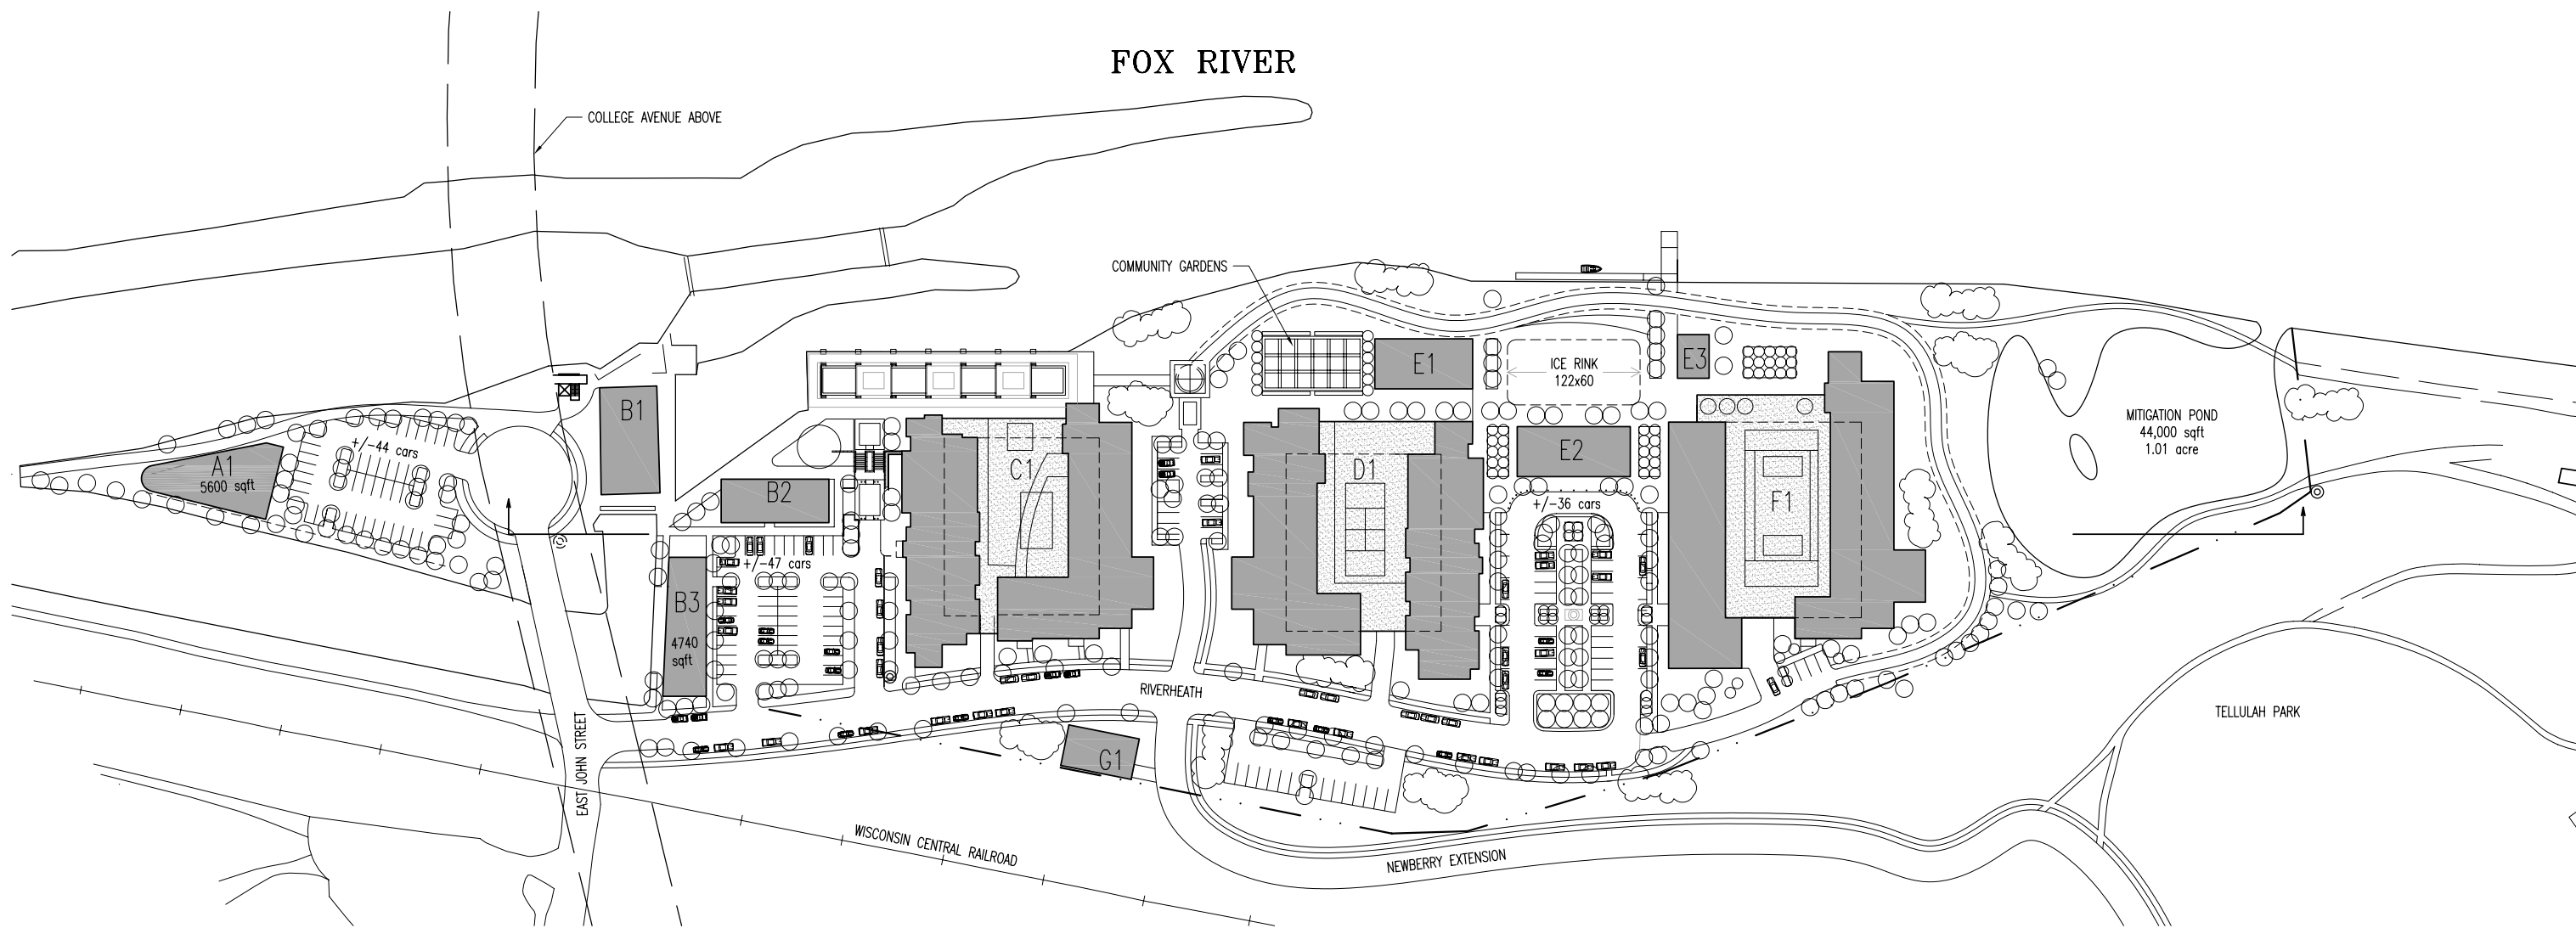 FOX RIVER
COLLEGE AVENUE ABOVE
COMMUNITY GARDENS
E1
ICE RINK
122x60
E3
B1
MITIGATION POND
44,000 sqft
1.01 acre
+/-44 cars
A1
5600 sqft
B2
C1
D1
E2
F1
+/-36 cars
+/-47 cars
B3
4740
sqft
RIVERHEATH
TELLULAH PARK
EAST JOHN STREET
G1
WISCONSIN CENTRAL RAILROAD
NEWBERRY EXTENSION